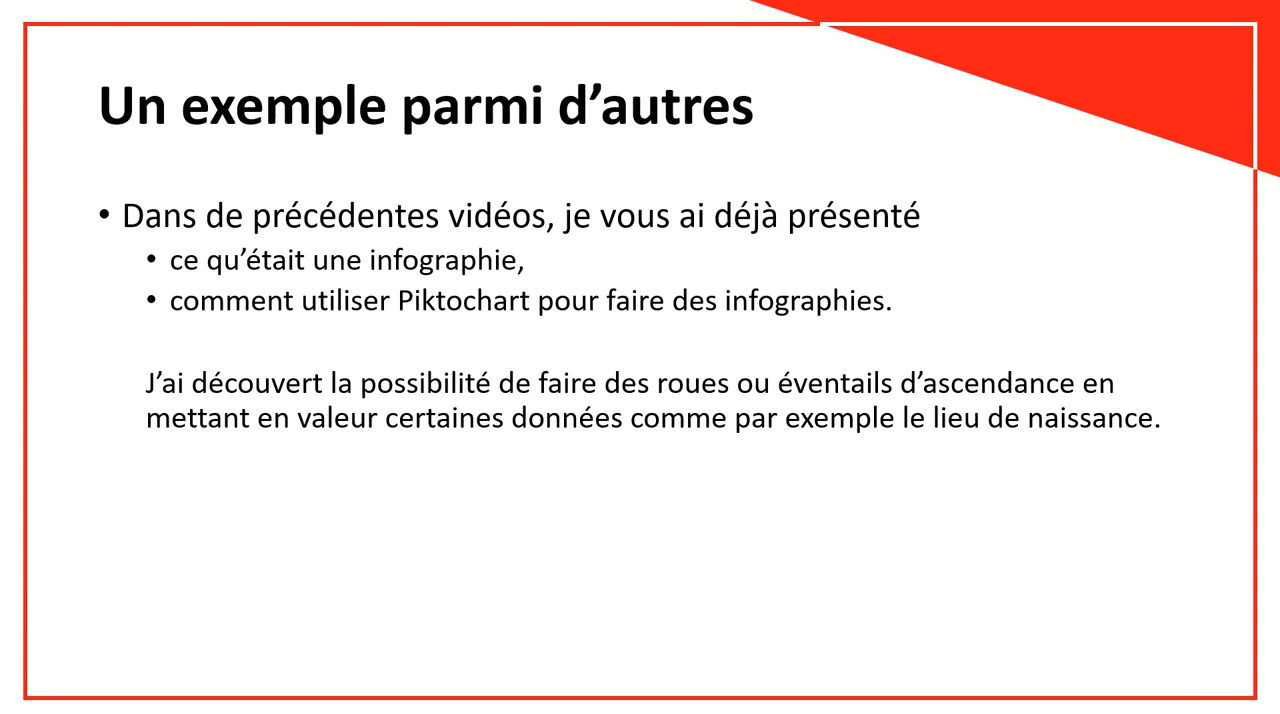 Un exemple parmi d’autres
• Dans de précédentes vidéos, je vous ai déjà présenté
• ce qu’était une infographie,
• comment utiliser Piktochart pour faire des infographies.
J’ai découvert la possibilité de faire des roues ou éventails d’ascendance en
mettant en valeur certaines données comme par exemple le lieu de naissance.